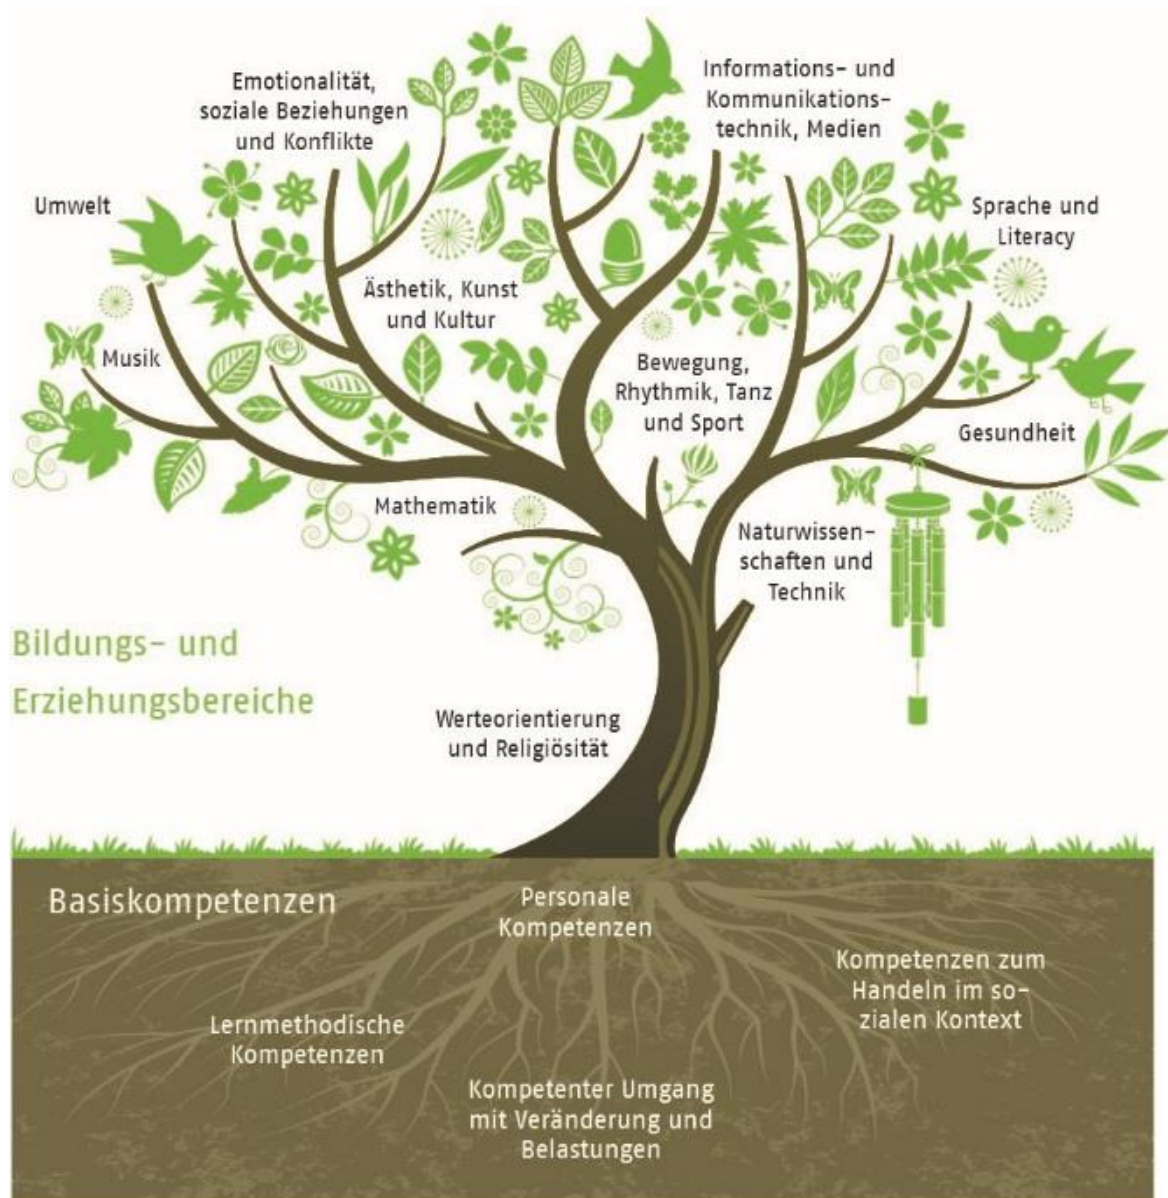 Emotionalität,
soziale Beziehungen
und Konflikte
Informations- und
Kommunikations-
technik, Medien
Umwelt
Sprache und
Literacy
Ästhetik, Kunst
und Kultur
Musik
Bewegung,
Rhythmik, Tanz
und Sport
Gesundheit
Mathematik
Naturwissen-
schaften und
Technik
Bildungs- und
Erziehungsbereiche
Werteorientierung
und Religiösität
Basiskompetenzen
Personale
Kompetenzen
Kompetenzen zum
Handeln im so-
zialen Kontext
Lernmethodische
Kompetenzen
Kompetenter Umgang
mit Veränderung und
Belastungen